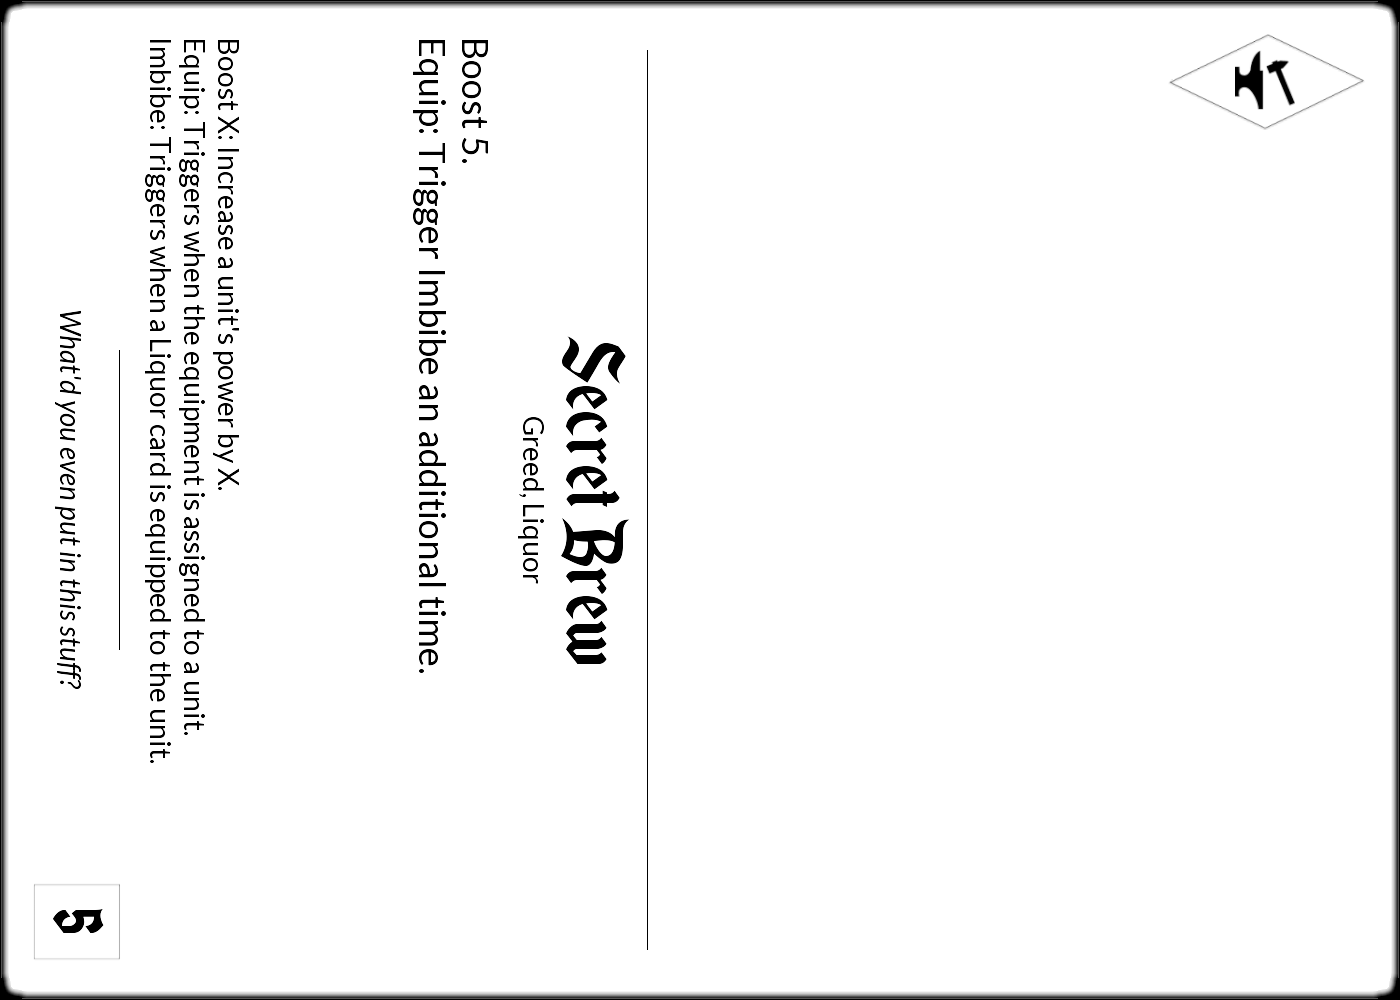 Secret Brew
Greed, Liquor
Boost 5.
Equip: Trigger Imbibe an additional time.
Boost X: Increase a unit's power by X.
Equip: Triggers when the equipment is assigned to a unit.
Imbibe: Triggers when a Liquor card is equipped to the unit.
What'd you even put in this stuff?
5